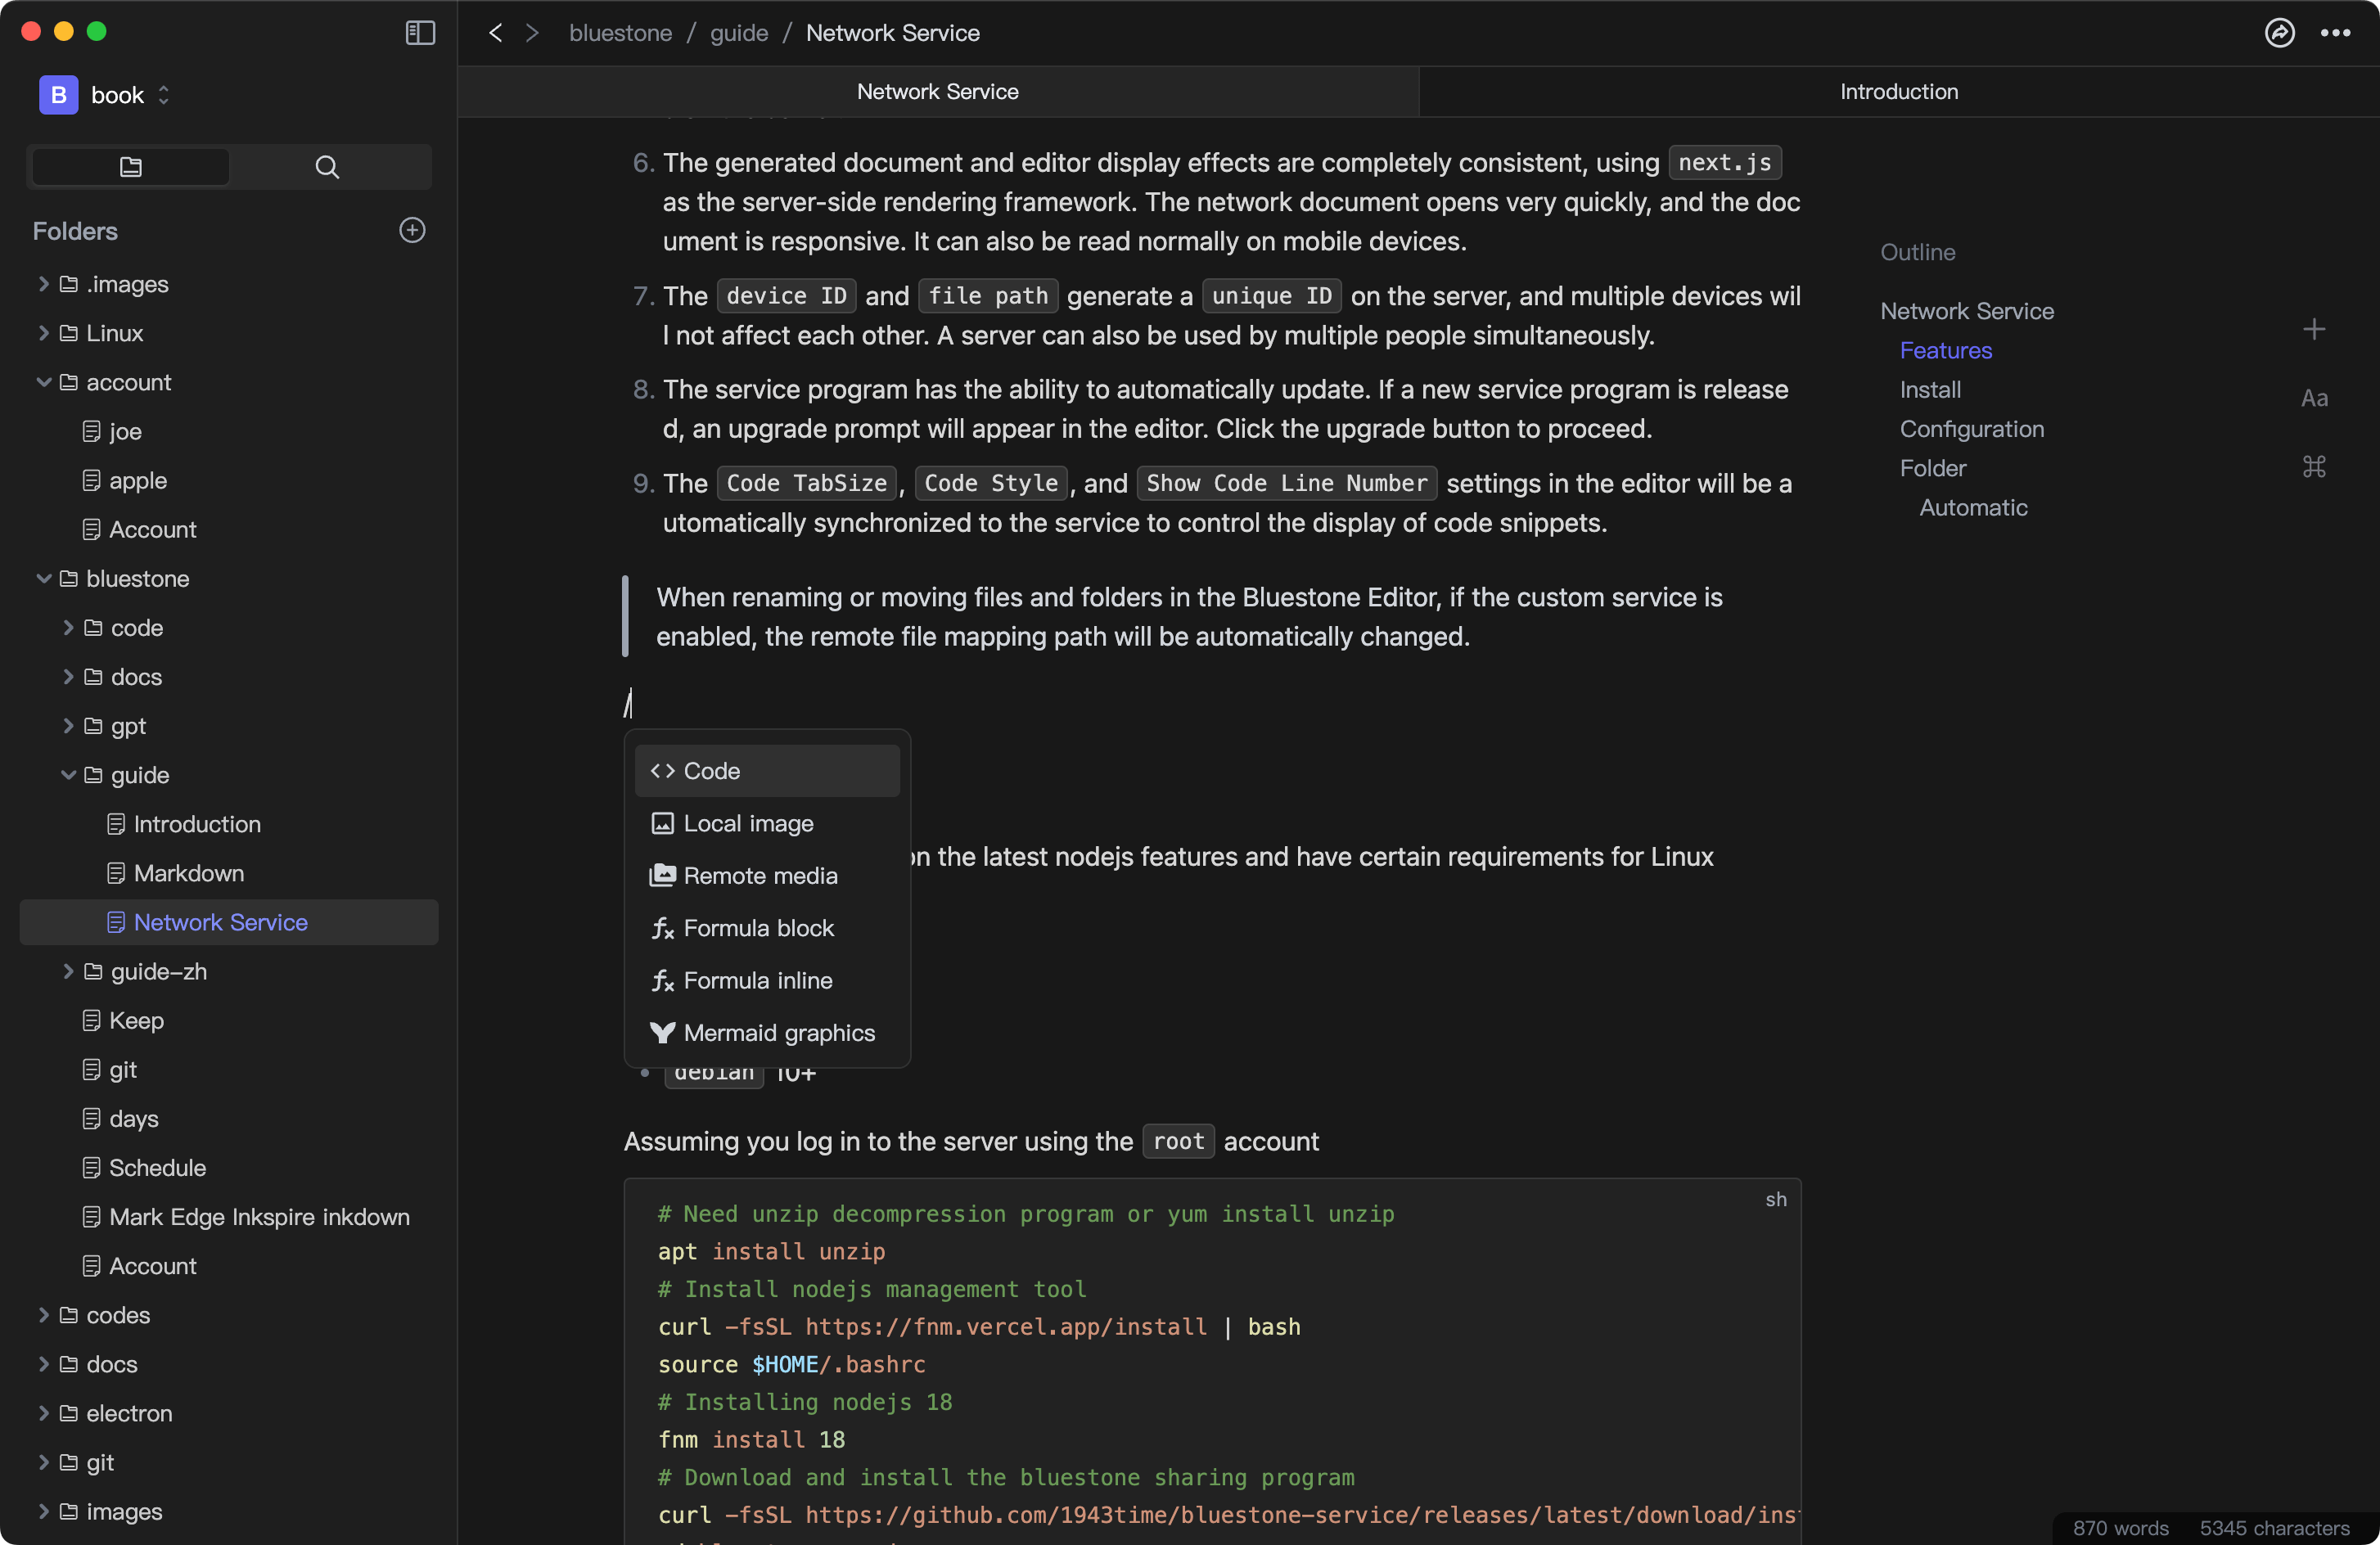 bluestone / guide / Network Service
B book
Network Service
Introduction
Folders
.images
Linux
account
joe
apple
Account
bluestone
code
docs
gpt
guide
Introduction
Markdown
Network Service
guide-zh
Keep
git
days
Schedule
Mark Edge Inkspire inkdown
Account
codes
docs
electron
git
images
6. The generated document and editor display effects are completely consistent, using next.js
as the server-side rendering framework. The network document opens very quickly, and the doc
ument is responsive. It can also be read normally on mobile devices.
7. The device ID and file path generate a unique ID on the server, and multiple devices wil
l not affect each other. A server can also be used by multiple people simultaneously.
8. The service program has the ability to automatically update. If a new service program is release
d, an upgrade prompt will appear in the editor. Click the upgrade button to proceed.
9. The Code TabSize, Code Style, and Show Code Line Number settings in the editor will be a
utomatically synchronized to the service to control the display of code snippets.
When renaming or moving files and folders in the Bluestone Editor, if the custom service is
enabled, the remote file mapping path will be automatically changed.
/
Code
Local image
Remote media
Formula block
Formula inline
Mermaid graphics
on the latest nodejs features and have certain requirements for Linux
debian 10+
Assuming you log in to the server using the root account
sh
# Need unzip decompression program or yum install unzip
apt install unzip
# Install nodejs management tool
curl -fsSL https://fnm.vercel.app/install | bash
source $HOME/.bashrc
# Installing nodejs 18
fnm install 18
# Download and install the bluestone sharing program
curl -fsSL https://github.com/1943time/bluestone-service/releases/latest/download/ins
Outline
Network Service
Features
Install
Configuration
Folder
Automatic
Aa
870 words 5345 characters